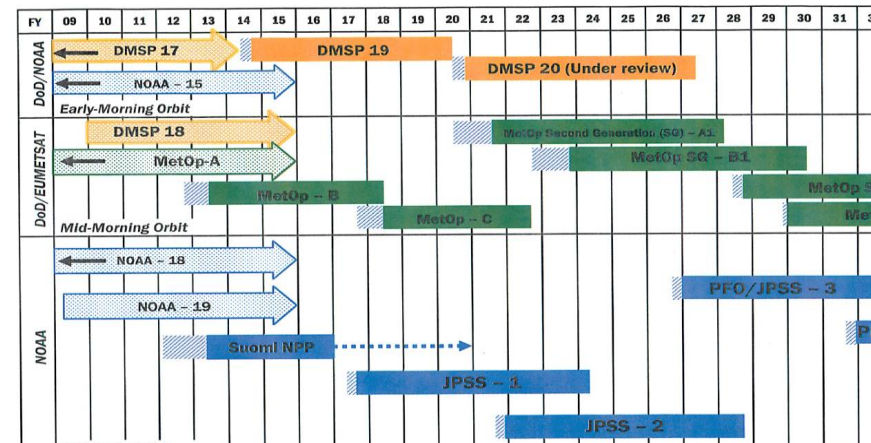 FY 09 10 11 12 13 14 15 16 17 18 19 20 21 22 23 24 25 26 27 28 29 30 31
DoD/NOAA
DMSP 17
DMSP 19
DMSP 20 (Under review)
NOAA – 15
Early-Morning Orbit
DoD/EUMETSAT
DMSP 18
MetOp Second Generation (SG) – A1
MetOp-A
MetOp SG – B1
MetOp – B
MetOp S
MetOp – C
Met
Mid-Morning Orbit
NOAA
NOAA – 18
PFO/JPSS – 3
NOAA – 19
P
Suomi NPP
JPSS – 1
JPSS – 2